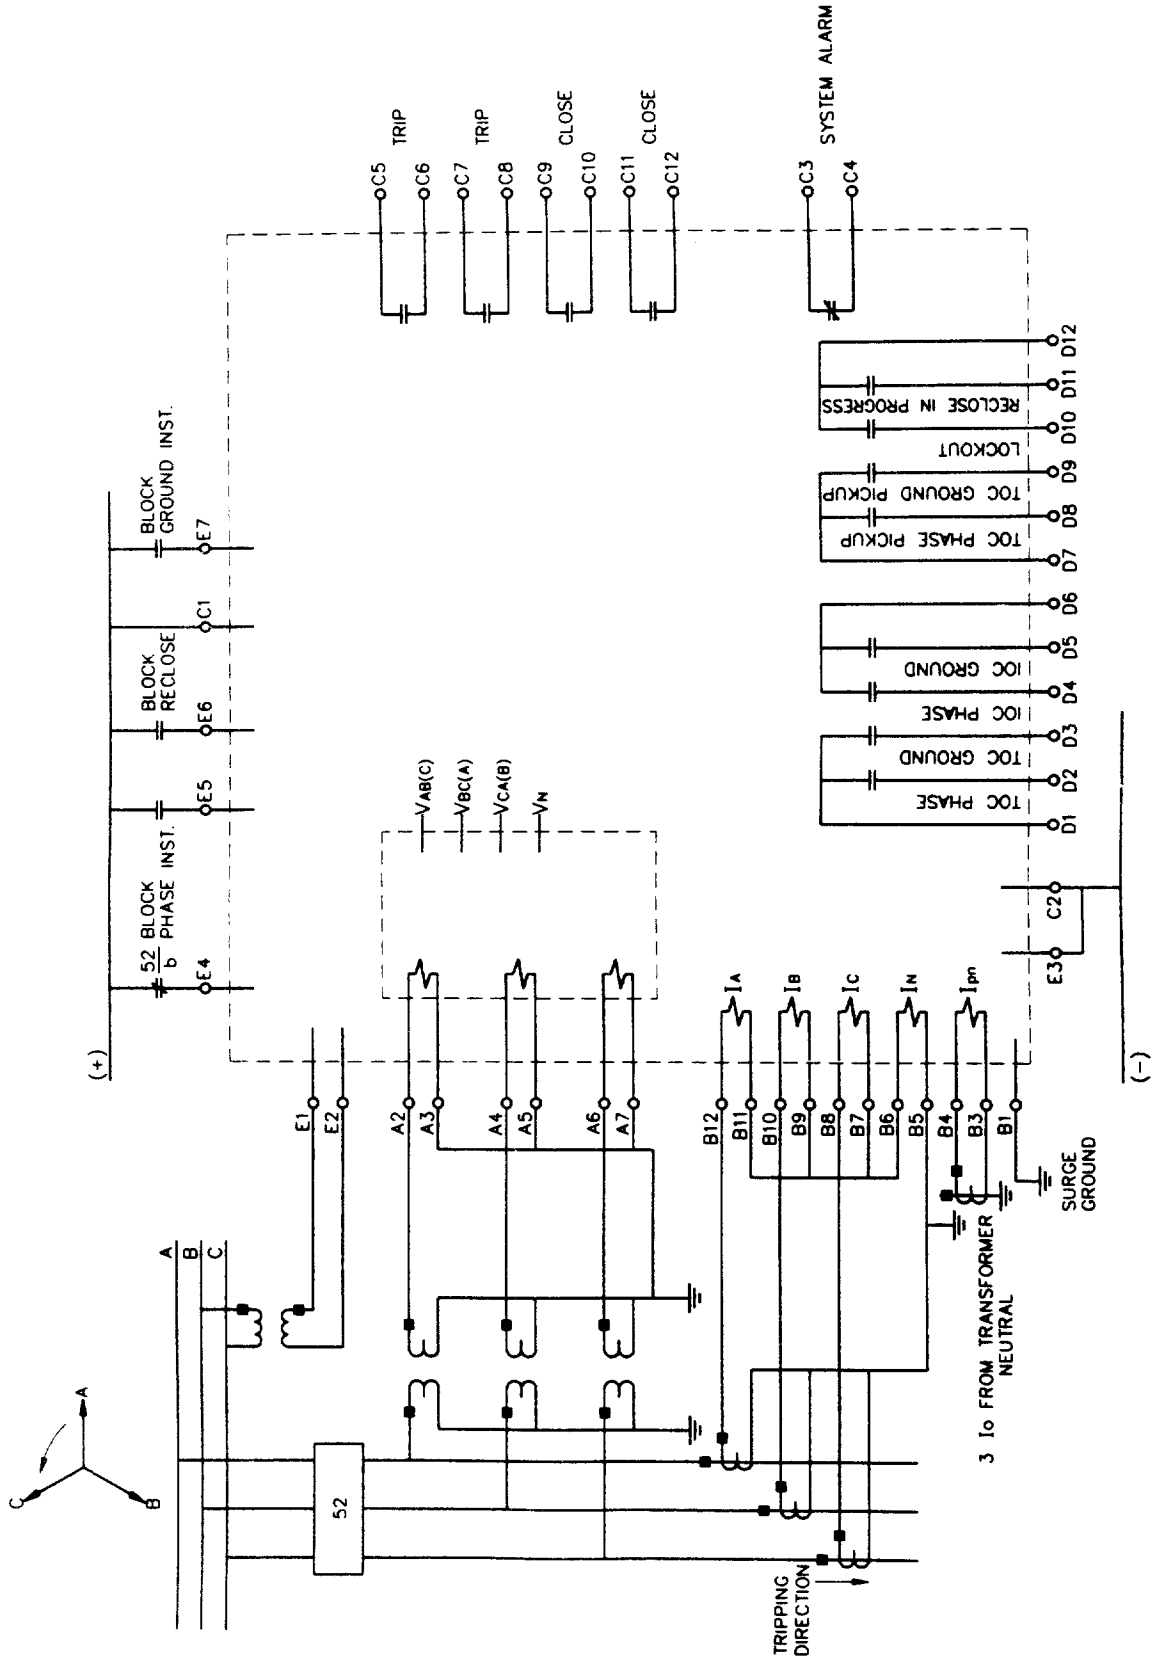 (+)
52
b
BLOCK
PHASE INST.
E4
E5
BLOCK
RECLOSE
E6
C1
BLOCK
GROUND INST.
E7
C
A
B
A
B
C
52
E1
E2
A2
A3
A4
A5
A6
A7
VAB(C)
VBC(A)
VCA(B)
VN
B12
B11
B10
B9
B8
B7
B6
B5
B4
B3
B1
IA
IB
IC
IN
Ipn
SURGE
GROUND
3 Io FROM TRANSFORMER
NEUTRAL
TRIPPING
DIRECTION
C5
C6
TRIP
C7
C8
TRIP
C9
C10
CLOSE
C11
C12
CLOSE
C3
C4
SYSTEM ALARM
TOC PHASE
TOC GROUND
IOC PHASE
IOC GROUND
TOC PHASE PICKUP
TOC GROUND PICKUP
LOCKOUT
RECLOSE IN PROGRESS
E3
C2
D1
D2
D3
D4
D5
D6
D7
D8
D9
D10
D11
D12
(-)